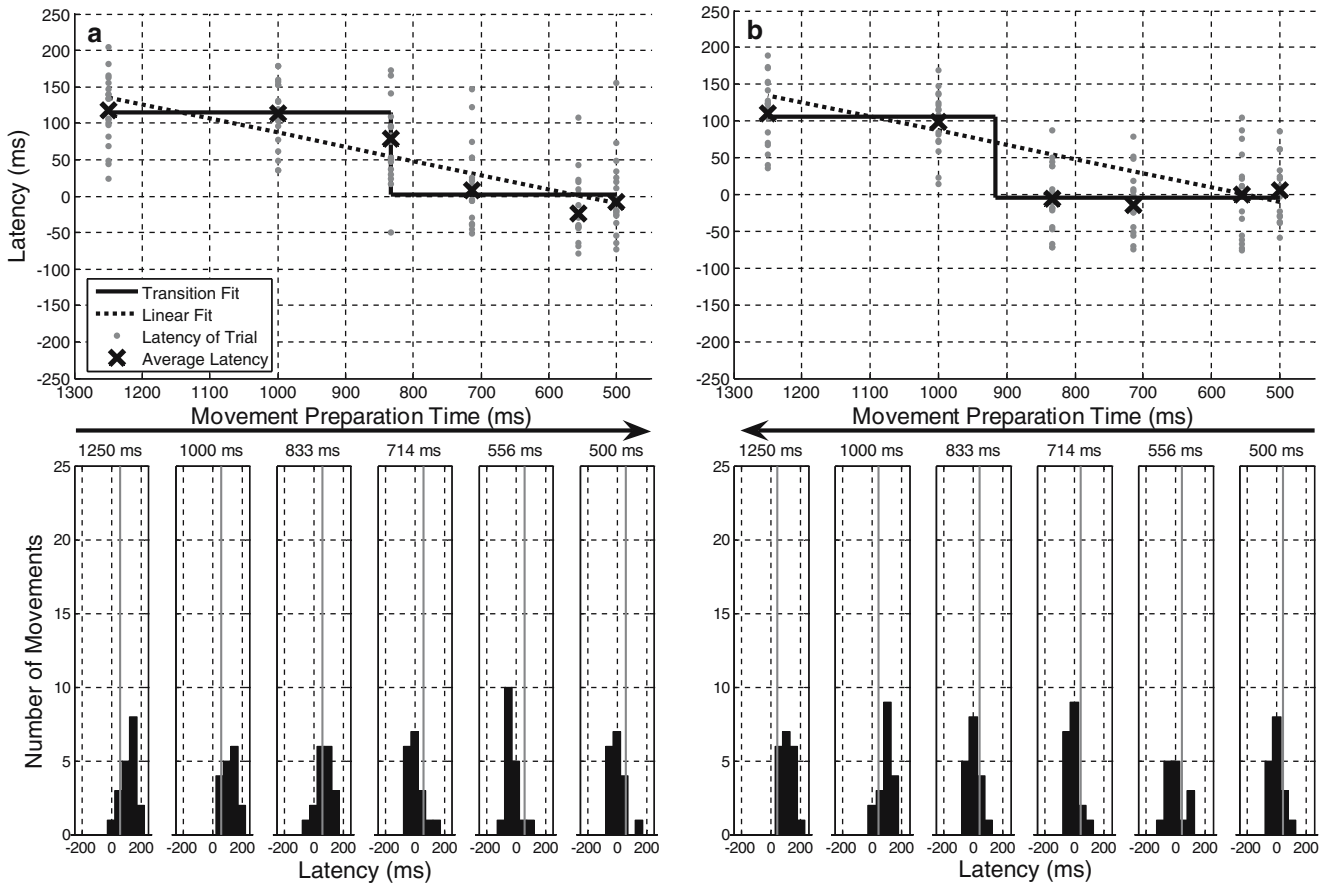 a
250
200
150
100
50
0
-50
-100
-150
-200
-250
Latency (ms)
Transition Fit
Linear Fit
Latency of Trial
Average Latency
1300 1200 1100 1000 900 800 700 600 500
Movement Preparation Time (ms)
b
250
200
150
100
50
0
-50
-100
-150
-200
-250
1300 1200 1100 1000 900 800 700 600 500
Movement Preparation Time (ms)
1250 ms 1000 ms 833 ms 714 ms 556 ms 500 ms
25
20
15
10
5
0
Number of Movements
-200 0 200 -200 0 200 -200 0 200 -200 0 200 -200 0 200 -200 0 200
Latency (ms)
1250 ms 1000 ms 833 ms 714 ms 556 ms 500 ms
25
20
15
10
5
0
-200 0 200 -200 0 200 -200 0 200 -200 0 200 -200 0 200 -200 0 200
Latency (ms)